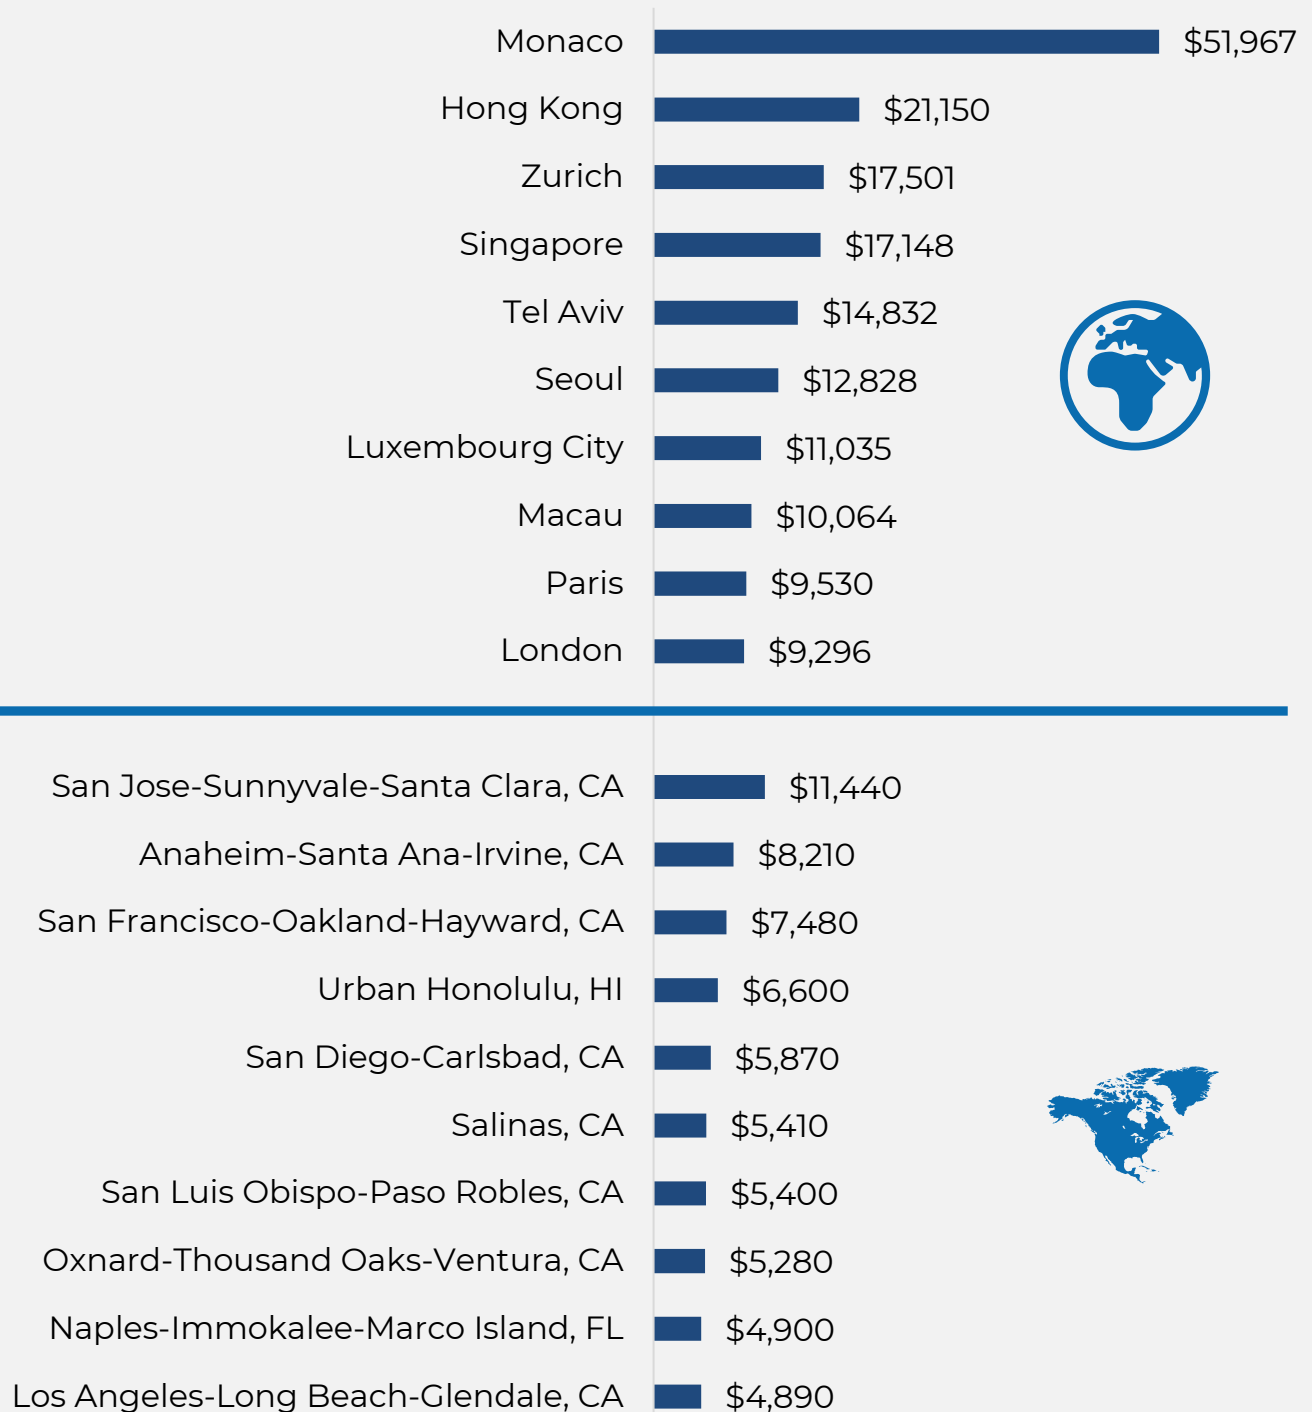 Monaco $51,967
Hong Kong $21,150
Zurich $17,501
Singapore $17,148
Tel Aviv $14,832
Seoul $12,828
Luxembourg City $11,035
Macau $10,064
Paris $9,530
London $9,296
San Jose-Sunnyvale-Santa Clara, CA $11,440
Anaheim-Santa Ana-Irvine, CA $8,210
San Francisco-Oakland-Hayward, CA $7,480
Urban Honolulu, HI $6,600
San Diego-Carlsbad, CA $5,870
Salinas, CA $5,410
San Luis Obispo-Paso Robles, CA $5,400
Oxnard-Thousand Oaks-Ventura, CA $5,280
Naples-Immokalee-Marco Island, FL $4,900
Los Angeles-Long Beach-Glendale, CA $4,890